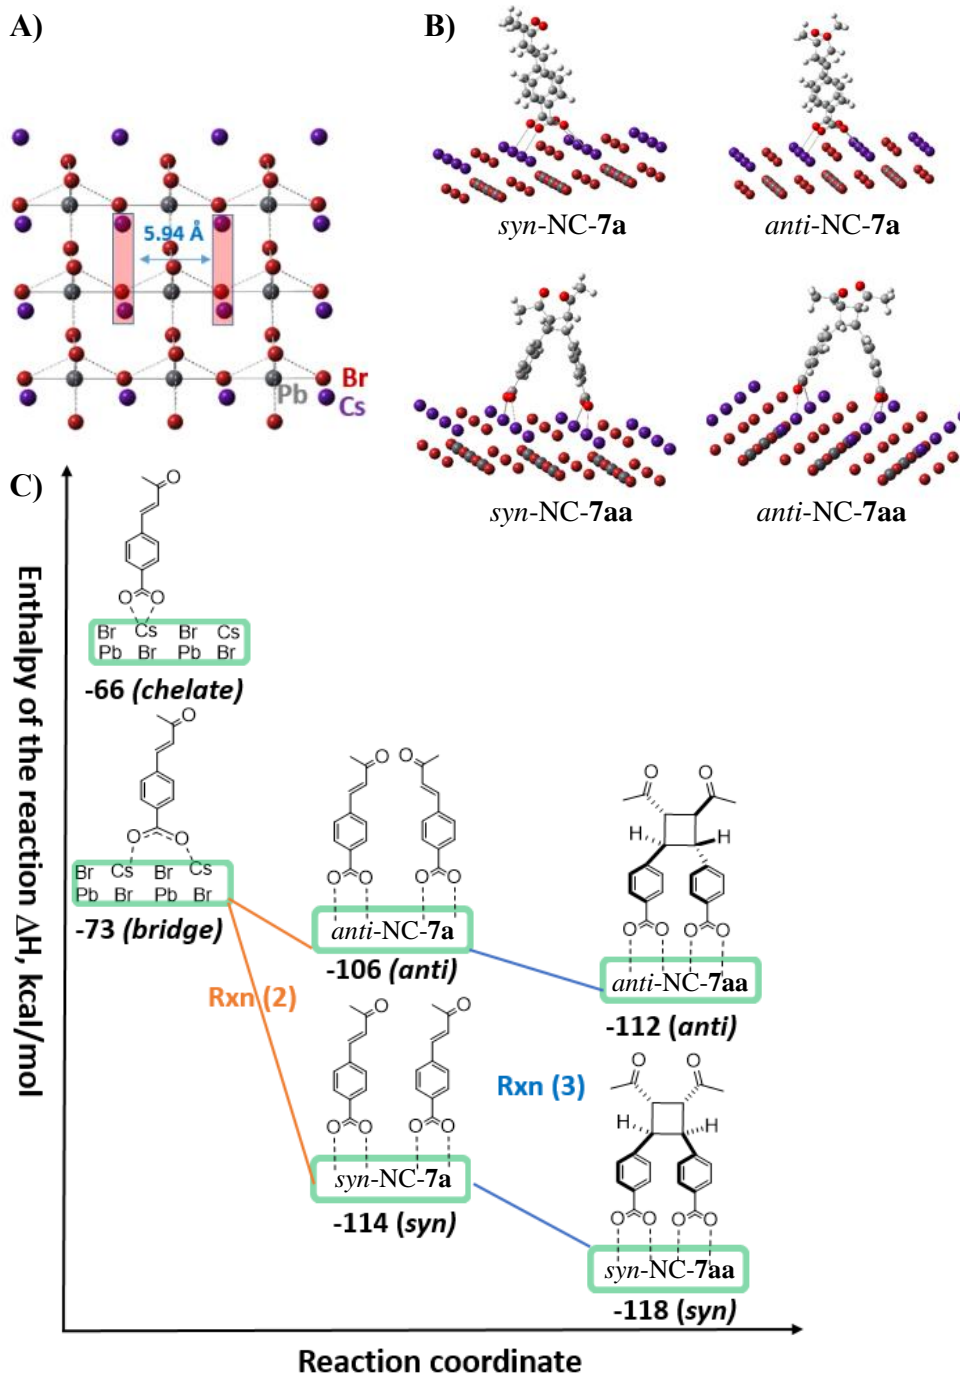 A)
B)
5.94 Å
Br
Pb
Cs
syn-NC-7a
anti-NC-7a
syn-NC-7aa
anti-NC-7aa
C)
Enthalpy of the reaction ΔH, kcal/mol
O
O O
Br Cs Br Cs
Pb Br Pb Br
-66 (chelate)
O
O O
Br Cs Br Cs
Pb Br Pb Br
-73 (bridge)
O O
O O O O
anti-NC-7a
-106 (anti)
O O
H H
O O O O
anti-NC-7aa
-112 (anti)
Rxn (2)
O O
O O O O
syn-NC-7a
-114 (syn)
Rxn (3)
O O
H H
O O O O
syn-NC-7aa
-118 (syn)
Reaction coordinate